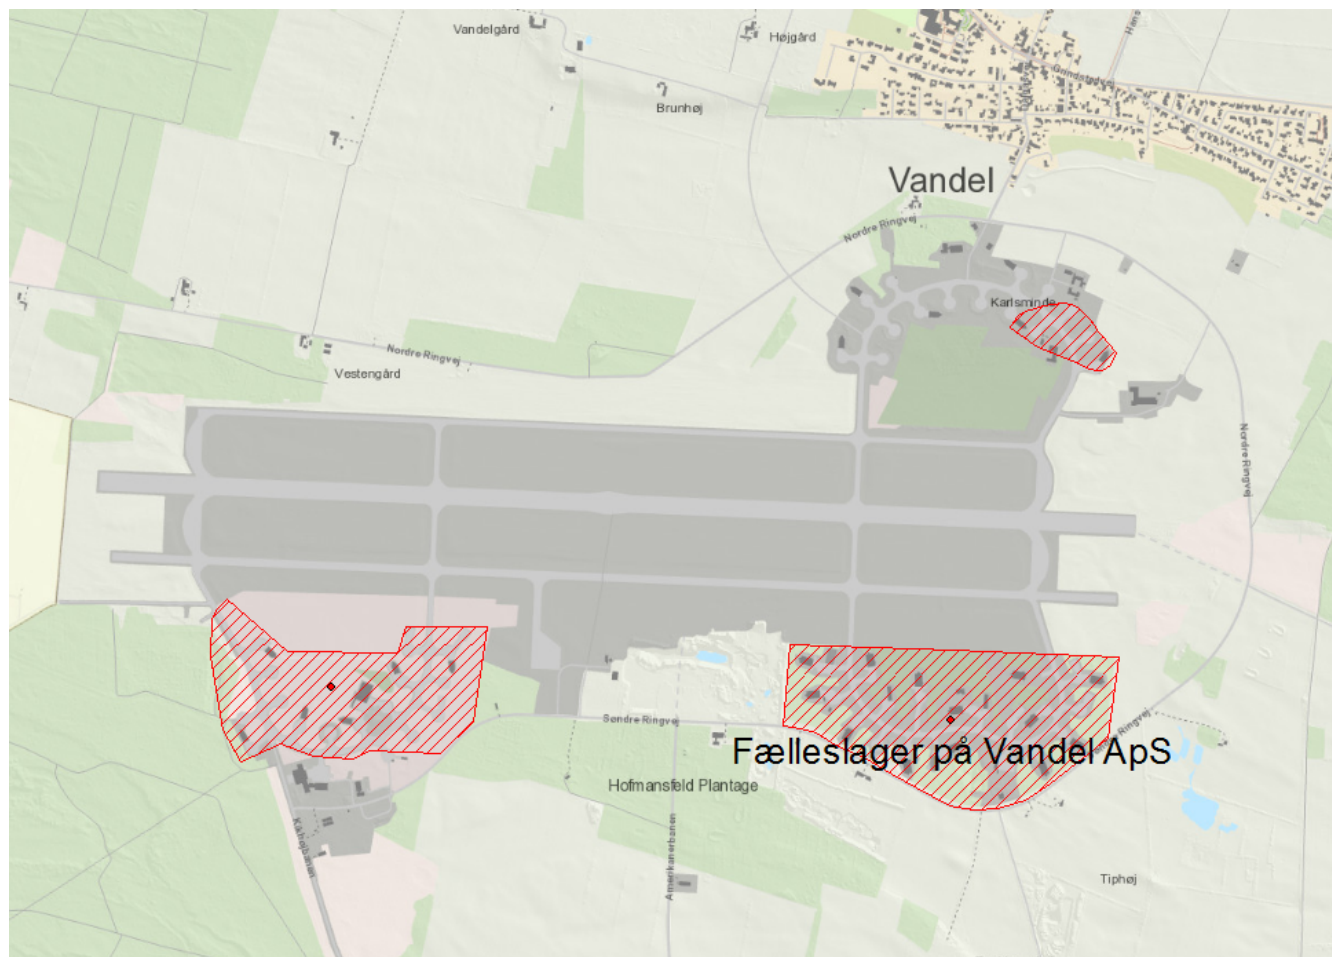 Vandelgård
Højgård
Brunhøj
Vandel
Nordre Ringvej
Karlsminde
Nordre Ringvej
Vestengård
Nordre Ringvej
Søndre Ringvej
Ringvej
Fælleslager på Vandel ApS
Hofmansfeld Plantage
Amerikanerbanen
Tiphøj